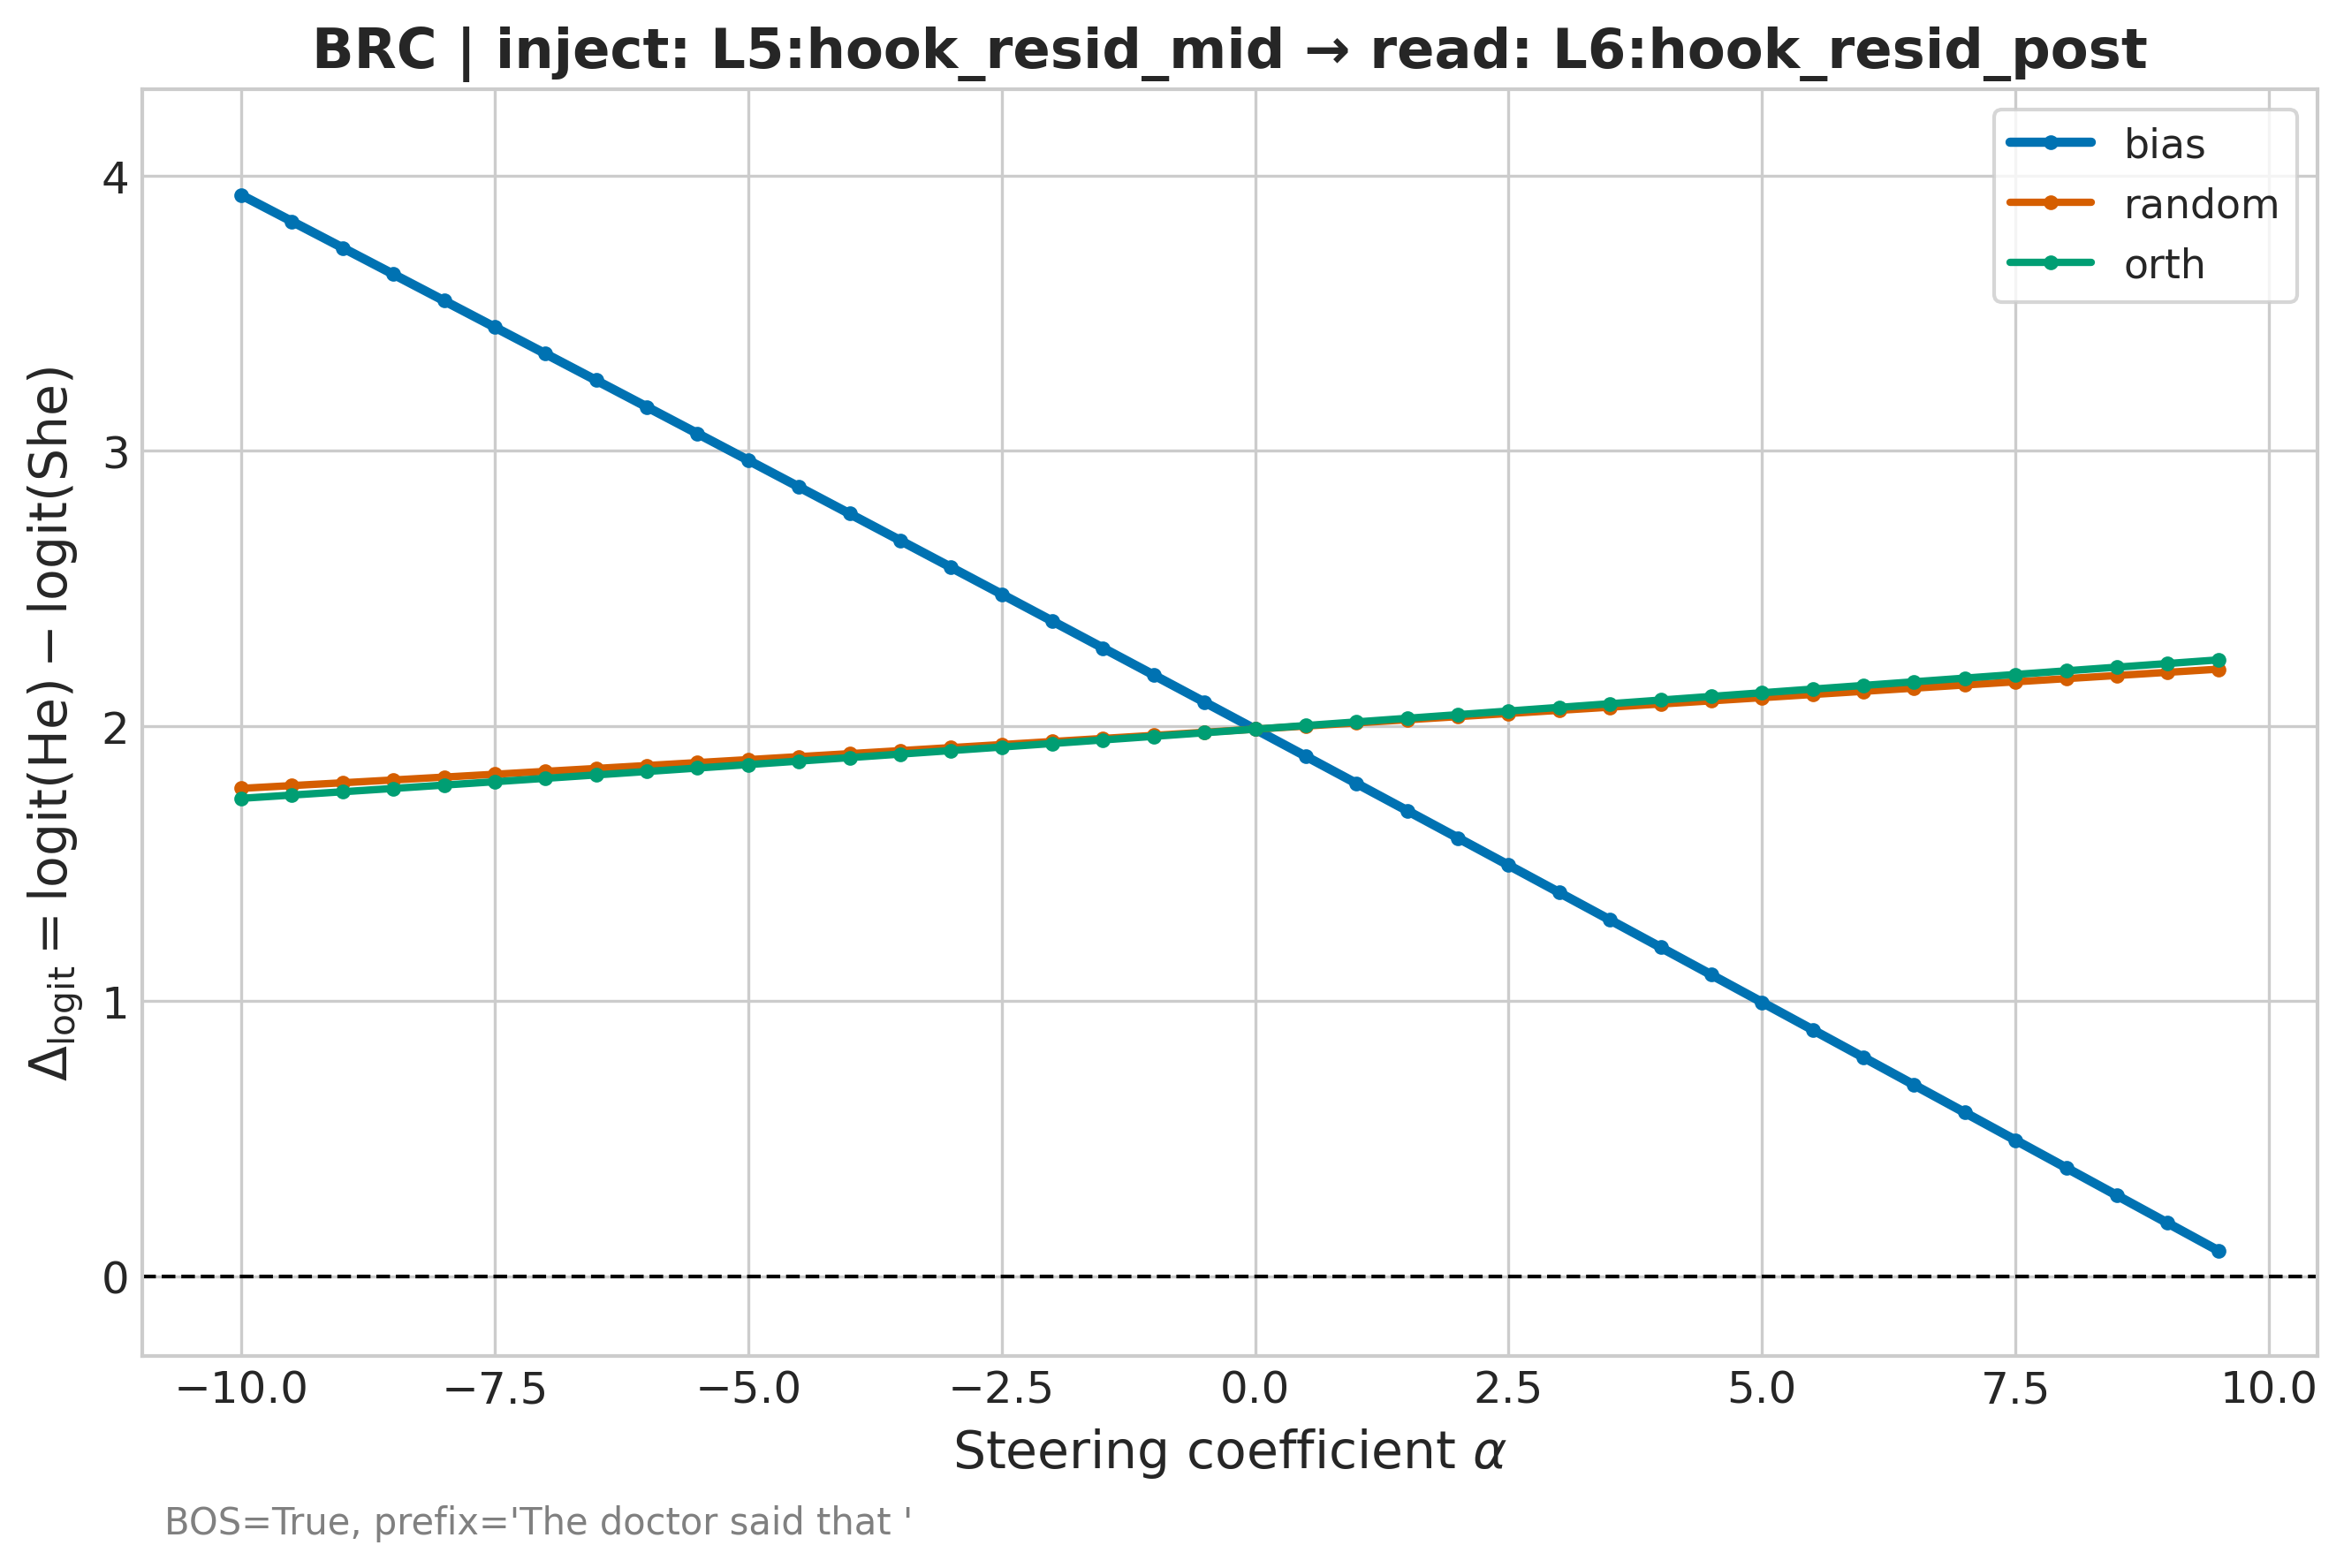 BRC | inject: L5:hook_resid_mid → read: L6:hook_resid_post
bias
random
orth
Δlogit = logit(He) − logit(She)
4
3
2
1
0
−10.0 −7.5 −5.0 −2.5 0.0 2.5 5.0 7.5 10.0
Steering coefficient α
BOS=True, prefix='The doctor said that '